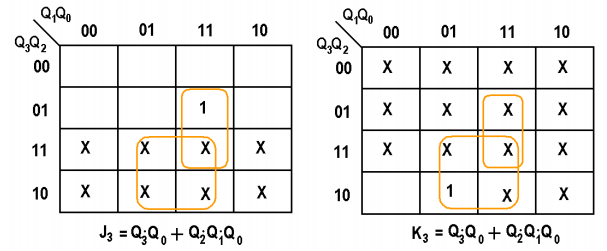 Q1Q0
Q3Q2 00 01 11 10
00
01 1
11 X X X X
10 X X X X
J3 = Q3Q0 + Q2Q1Q0
Q1Q0
Q3Q2 00 01 11 10
00 X X X X
01 X X X X
11 X X X X
10 1 X X
K3 = Q3Q0 + Q2Q1Q0